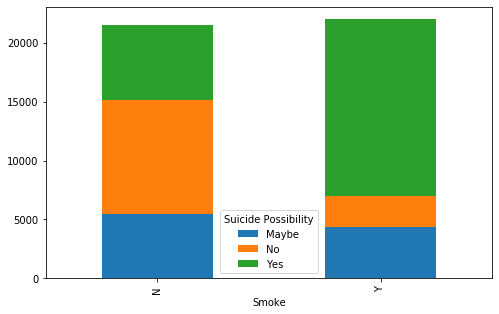 20000
15000
10000
5000
0
Suicide Possibility
Maybe
No
Yes
N
Y
Smoke